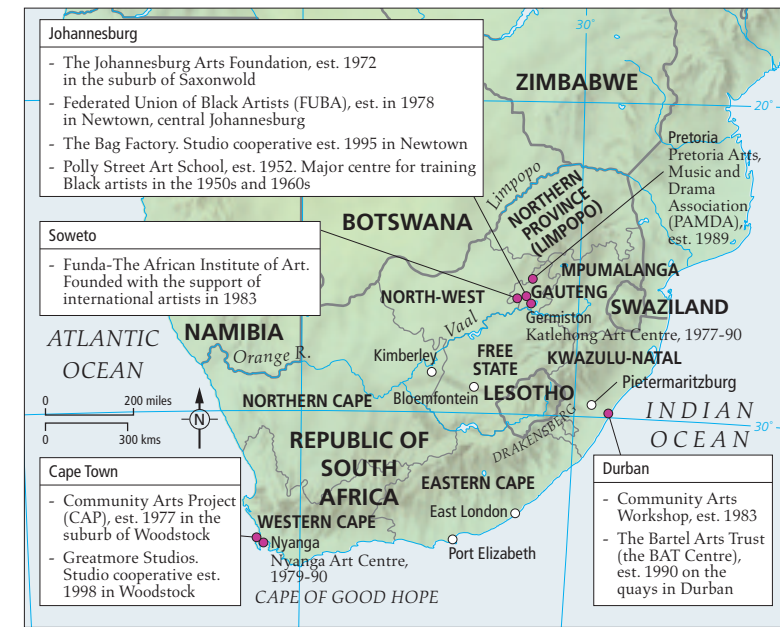 Johannesburg
- The Johannesburg Arts Foundation, est. 1972
in the suburb of Saxonwold
- Federated Union of Black Artists (FUBA), est. in 1978
in Newtown, central Johannesburg
- The Bag Factory. Studio cooperative est. 1995 in Newtown
- Polly Street Art School, est. 1952. Major centre for training
Black artists in the 1950s and 1960s
30°
ZIMBABWE
20°
Pretoria
Pretoria Arts,
Music and
Drama
Association
(PAMDA),
est. 1989
Limpopo
NORTHERN
PROVINCE
(LIMPOPO)
BOTSWANA
Soweto
- Funda-The African Institute of Art.
Founded with the support of
international artists in 1983
MPUMALANGA
GAUTENG
NORTH-WEST
SWAZILAND
Germiston
Katlehong Art Centre, 1977-90
Vaal
ATLANTIC
OCEAN
NAMIBIA
Orange R.
Kimberley
FREE
STATE
KWAZULU-NATAL
Bloemfontein
LESOTHO
Pietermaritzburg
0 200 miles
0 300 kms
N
NORTHERN CAPE
DRAKENSBERG
INDIAN
OCEAN
30°
REPUBLIC OF
SOUTH
AFRICA
EASTERN CAPE
Cape Town
- Community Arts Project
(CAP), est. 1977 in the
suburb of Woodstock
- Greatmore Studios.
Studio cooperative est.
1998 in Woodstock
WESTERN CAPE
East London
Nyanga
Nyanga Art Centre,
1979-90
Port Elizabeth
CAPE OF GOOD HOPE
Durban
- Community Arts
Workshop, est. 1983
- The Bartel Arts Trust
(the BAT Centre),
est. 1990 on the
quays in Durban